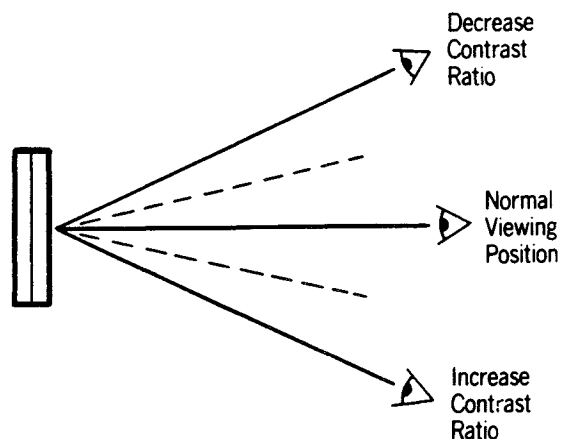 Decrease
Contrast
Ratio
Normal
Viewing
Position
Increase
Contrast
Ratio